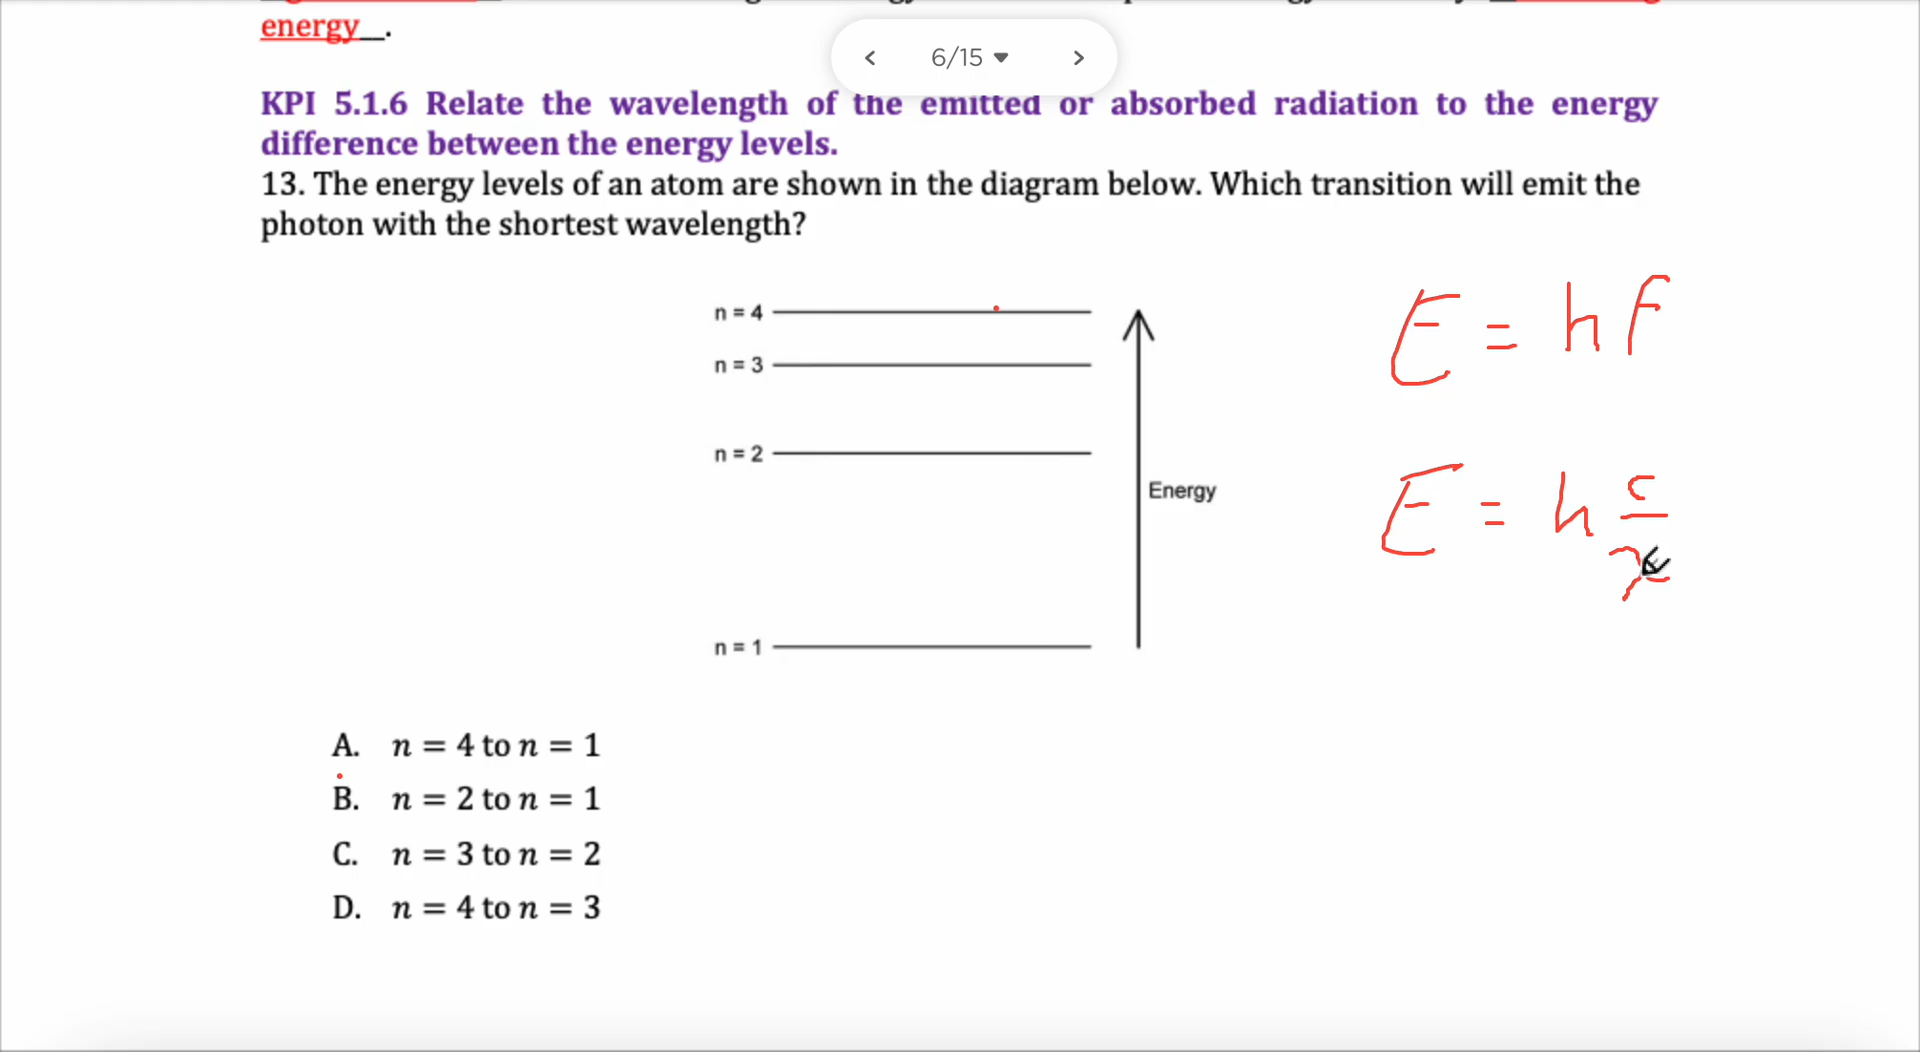 energy__.
6/15
KPI 5.1.6 Relate the wavelength of the emitted or absorbed radiation to the energy
difference between the energy levels.
13. The energy levels of an atom are shown in the diagram below. Which transition will emit the
photon with the shortest wavelength?
n = 4
n = 3
n = 2
n = 1
Energy
E = hf
E = h c/λ
A. n = 4 to n = 1
B. n = 2 to n = 1
C. n = 3 to n = 2
D. n = 4 to n = 3